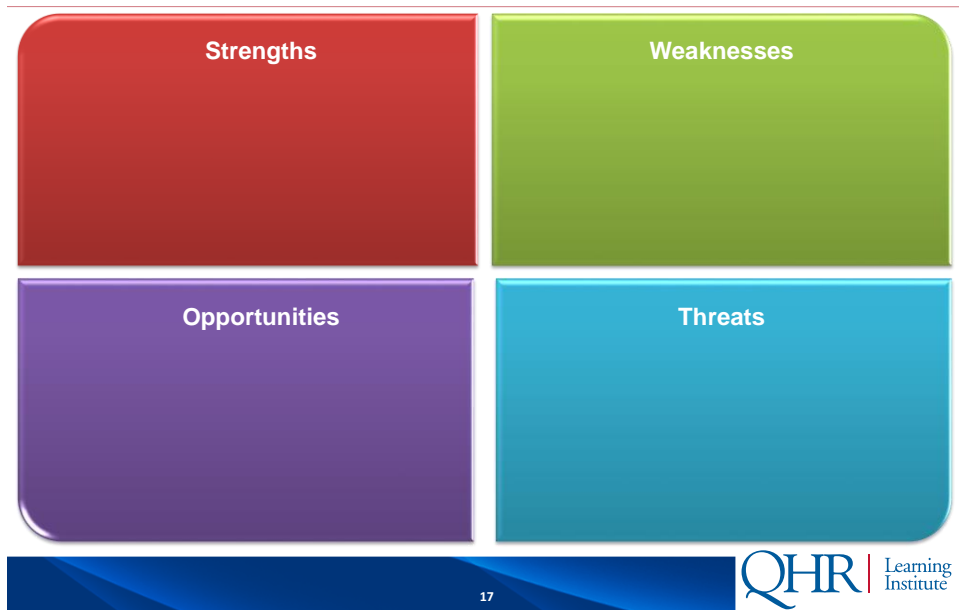 Strengths
Weaknesses
Opportunities
Threats
17
QHR
Learning
Institute